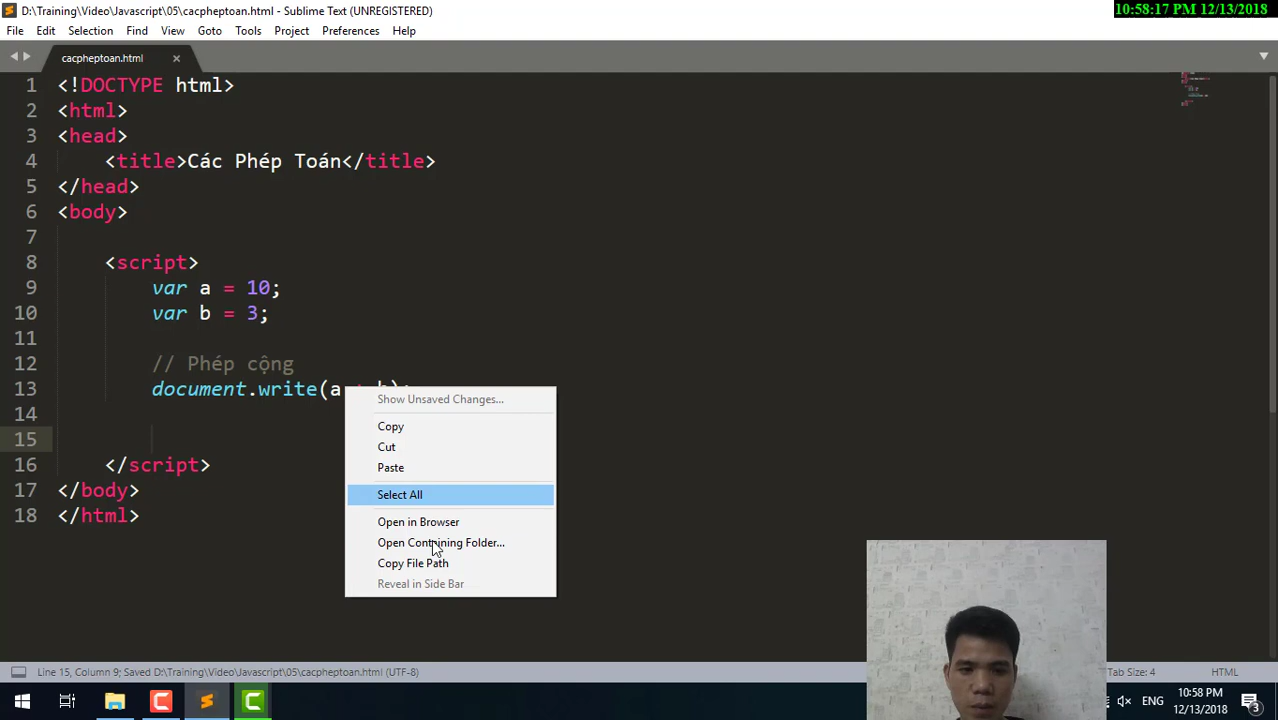 D:\Training\Video\Javascript\05\cacpheptoan.html - Sublime Text (UNREGISTERED)
10:58:17 PM 12/13/2018
File Edit Selection Find View Goto Tools Project Preferences Help
cacpheptoan.html
1 <!DOCTYPE html>
2 <html>
3 <head>
4 <title>Các Phép Toán</title>
5 </head>
6 <body>
7
8 <script>
9 var a = 10;
10 var b = 3;
11
12 // Phép cộng
13 document.write(a + b);
14
15
16 </script>
17 </body>
18 </html>
Show Unsaved Changes...
Copy
Cut
Paste
Select All
Open in Browser
Open Containing Folder...
Copy File Path
Reveal in Side Bar
Line 15, Column 9; Saved D:\Training\Video\Javascript\05\cacpheptoan.html (UTF-8)
Tab Size: 4
HTML
ENG
10:58 PM
12/13/2018
3